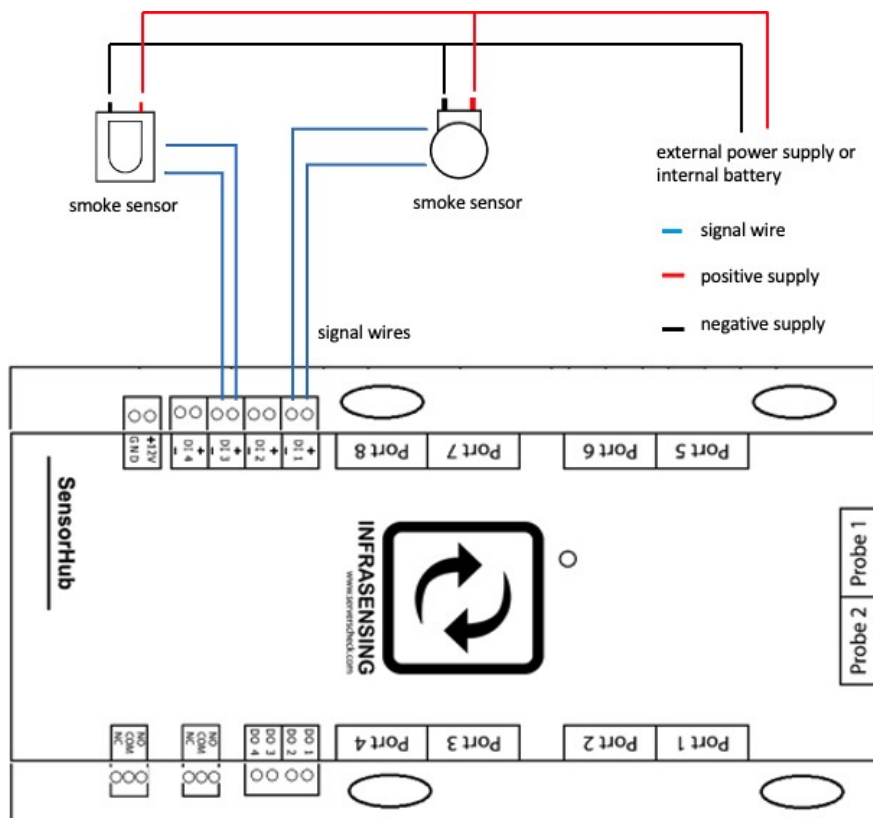 external power supply or
internal battery
smoke sensor
smoke sensor
signal wire
positive supply
negative supply
signal wires
GND
+12V
- DI 4 +
- DI 3 +
- DI 2 +
- DI 1 +
Port 8
Port 7
Port 6
Port 5
SensorHub
INFRASENSING
www.serverscheck.com
Probe 1
Probe 2
NC
COM
NO
NC
COM
NO
DO 4
DO 3
DO 2
DO 1
Port 4
Port 3
Port 2
Port 1